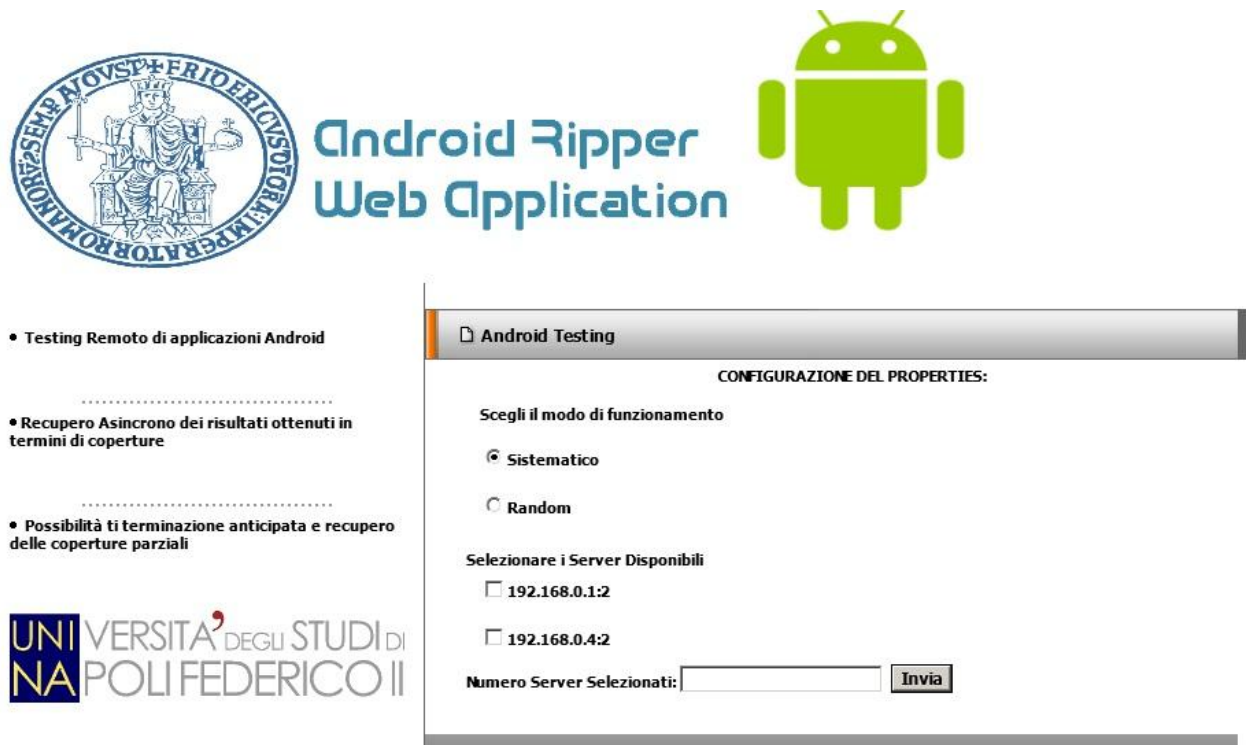 Android Ripper
Web Application
• Testing Remoto di applicazioni Android
• Recupero Asincrono dei risultati ottenuti in
termini di coperture
• Possibilità ti terminazione anticipata e recupero
delle coperture parziali
UNIVERSITA' DEGLI STUDI DI
NAPOLI FEDERICO II
Android Testing
CONFIGURAZIONE DEL PROPERTIES:
Scegli il modo di funzionamento
Sistematico
Random
Selezionare i Server Disponibili
192.168.0.1:2
192.168.0.4:2
Numero Server Selezionati:
Invia